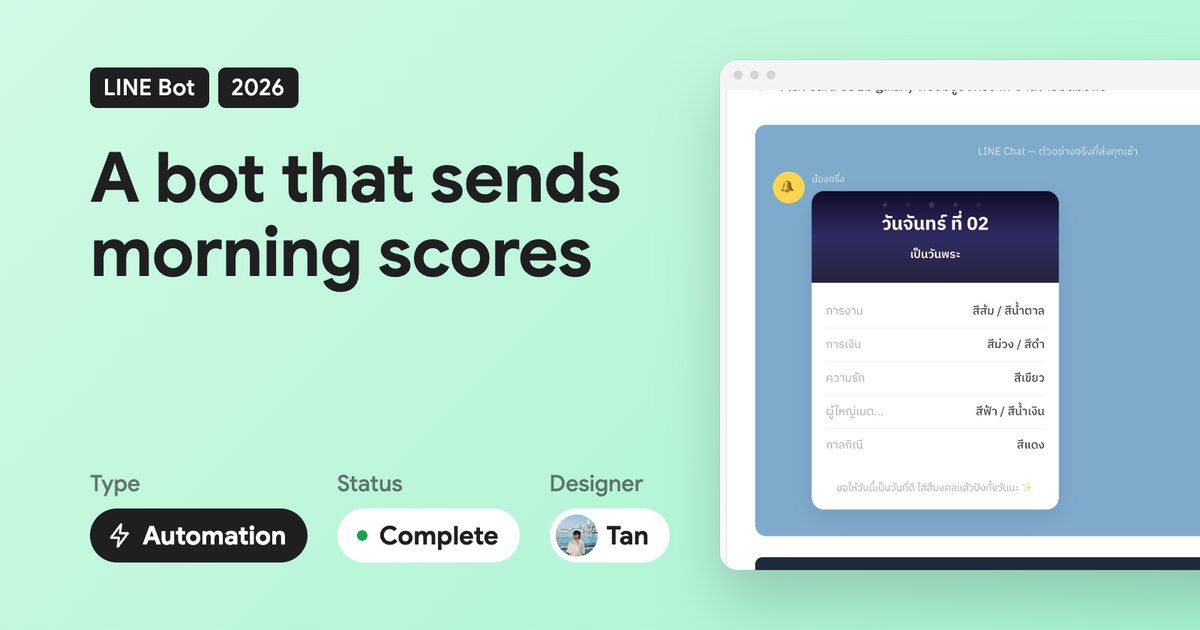 LINE Bot
2026
A bot that sends
morning scores
Type
Status
Designer
Automation
Complete
Tan
LINE Chat — ตัวอย่างจริงที่ส่งทุกเช้า
น้องกริ่ง
วันจันทร์ ที่ 02
เป็นวันพระ
การงาน สีส้ม / สีน้ำตาล
การเงิน สีม่วง / สีดำ
ความรัก สีเขียว
ผู้ใหญ่เมต... สีฟ้า / สีน้ำเงิน
กาลกิณี สีแดง
ขอให้วันนี้เป็นวันที่ดี ใส่สีมงคลแล้วปังทั้งวันนะ ✨